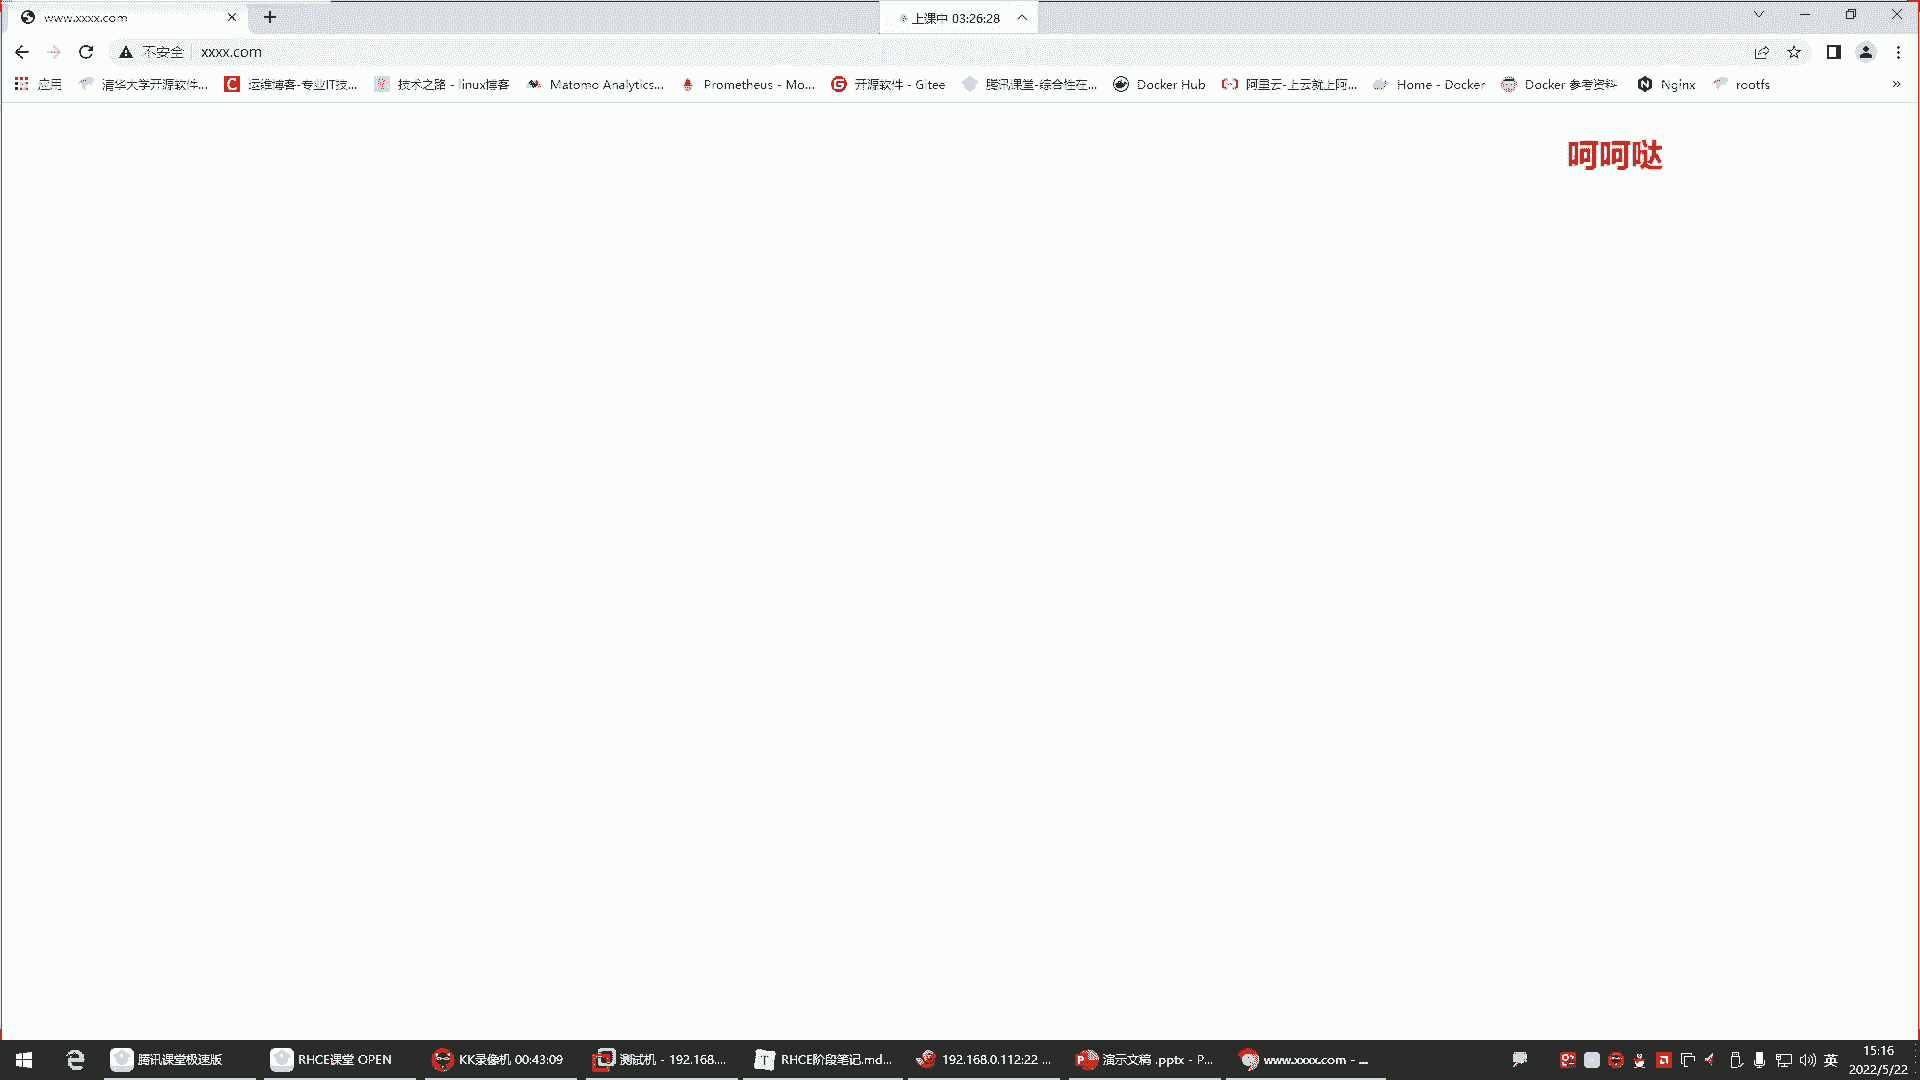 www.xxxx.com
上课中 03:26:28
不安全 xxxx.com
应用 清华大学开源软件... 运维博客-专业IT技... 技术之路 - linux博客 Matomo Analytics... Prometheus - Mo... 开源软件 - Gitee 腾讯课堂-综合性在... Docker Hub 阿里云-上云就上阿... Home - Docker Docker 参考资料 Nginx rootfs »
呵呵哒
腾讯课堂极速版 RHCE课堂 OPEN KK录像机 00:43:09 测试机 - 192.168.... RHCE阶段笔记.md... 192.168.0.112:22 ... 演示文稿 .pptx - P... www.xxxx.com - ... 英 15:16
2022/5/22